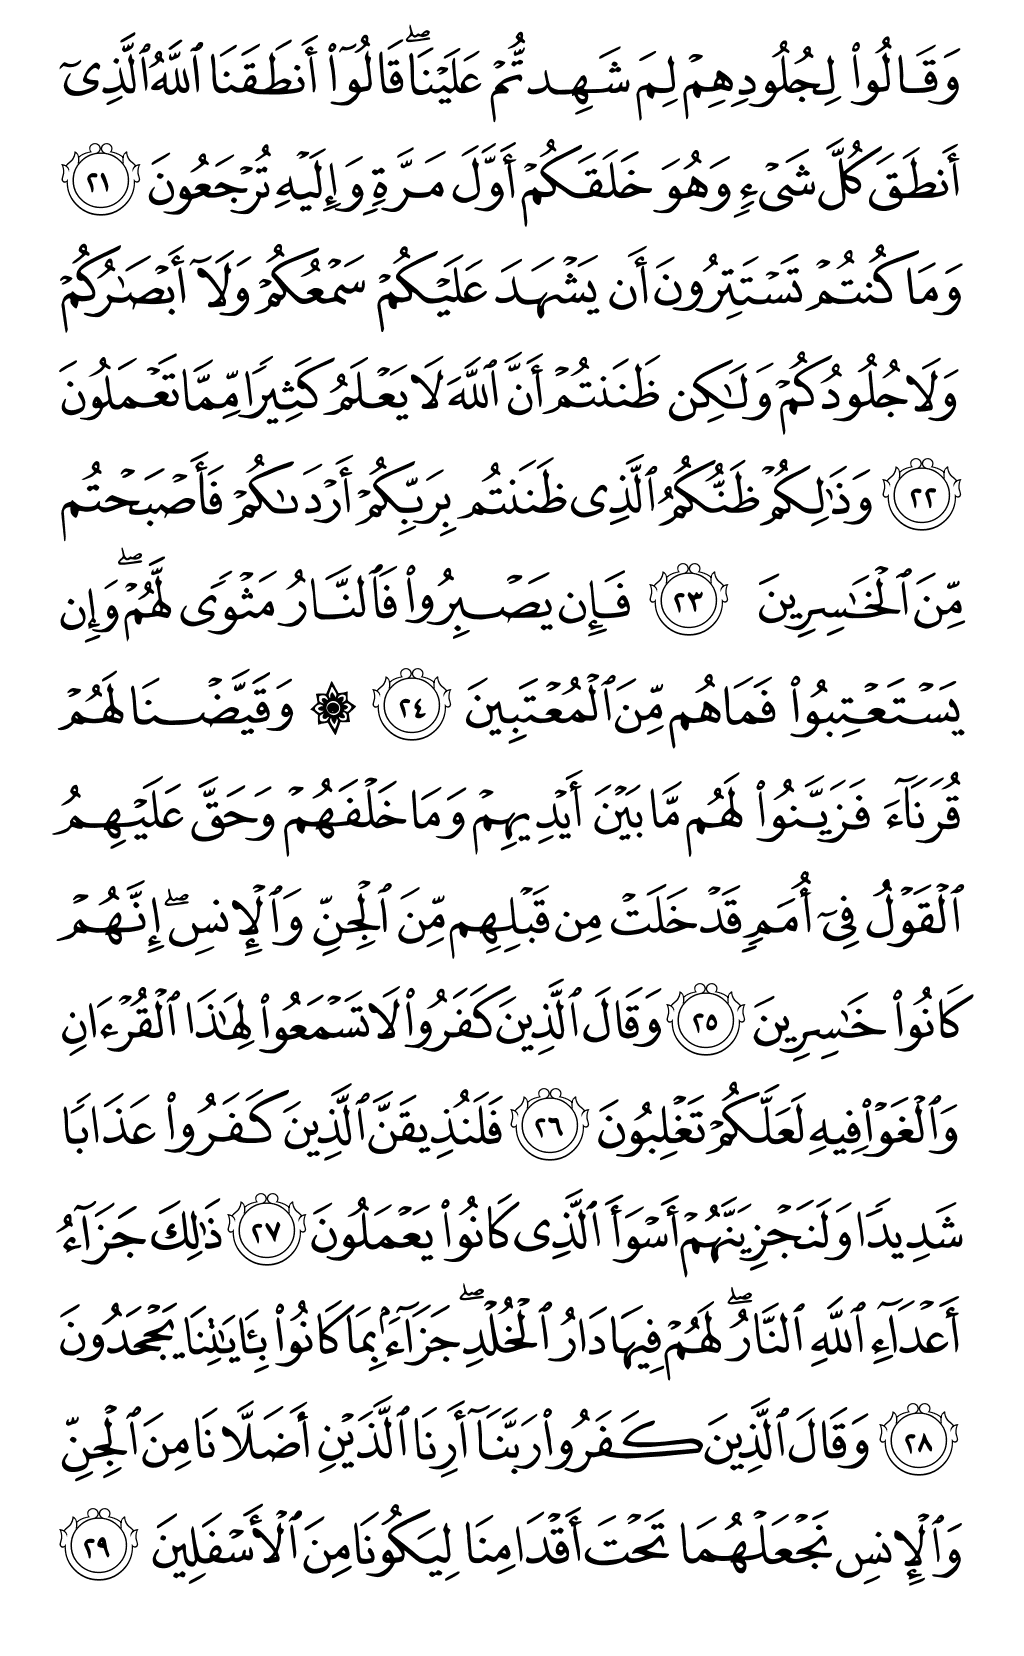 وَقَالُوا۟ لِجُلُودِهِمْ لِمَ شَهِدتُّمْ عَلَيْنَا ۖ قَالُوٓا۟ أَنطَقَنَا ٱللَّهُ ٱلَّذِىٓ
أَنطَقَ كُلَّ شَىْءٍ وَهُوَ خَلَقَكُمْ أَوَّلَ مَرَّةٍ وَإِلَيْهِ تُرْجَعُونَ ٢١
وَمَا كُنتُمْ تَسْتَتِرُونَ أَن يَشْهَدَ عَلَيْكُمْ سَمْعُكُمْ وَلَآ أَبْصَـٰرُكُمْ
وَلَا جُلُودُكُمْ وَلَـٰكِن ظَنَنتُمْ أَنَّ ٱللَّهَ لَا يَعْلَمُ كَثِيرًا مِّمَّا تَعْمَلُونَ
٢٢ وَذَٰلِكُمْ ظَنُّكُمُ ٱلَّذِى ظَنَنتُم بِرَبِّكُمْ أَرْدَىٰكُمْ فَأَصْبَحْتُم
مِّنَ ٱلْخَـٰسِرِينَ ٢٣ فَإِن يَصْبِرُوا۟ فَٱلنَّارُ مَثْوًى لَّهُمْ ۖ وَإِن
يَسْتَعْتِبُوا۟ فَمَا هُم مِّنَ ٱلْمُعْتَبِينَ ٢٤ ۞ وَقَيَّضْنَا لَهُمْ
قُرَنَآءَ فَزَيَّنُوا۟ لَهُم مَّا بَيْنَ أَيْدِيهِمْ وَمَا خَلْفَهُمْ وَحَقَّ عَلَيْهِمُ
ٱلْقَوْلُ فِىٓ أُمَمٍ قَدْ خَلَتْ مِن قَبْلِهِم مِّنَ ٱلْجِنِّ وَٱلْإِنسِ ۖ إِنَّهُمْ
كَانُوا۟ خَـٰسِرِينَ ٢٥ وَقَالَ ٱلَّذِينَ كَفَرُوا۟ لَا تَسْمَعُوا۟ لِهَـٰذَا ٱلْقُرْءَانِ
وَٱلْغَوْا۟ فِيهِ لَعَلَّكُمْ تَغْلِبُونَ ٢٦ فَلَنُذِيقَنَّ ٱلَّذِينَ كَفَرُوا۟ عَذَابًا
شَدِيدًا وَلَنَجْزِيَنَّهُمْ أَسْوَأَ ٱلَّذِى كَانُوا۟ يَعْمَلُونَ ٢٧ ذَٰلِكَ جَزَآءُ
أَعْدَآءِ ٱللَّهِ ٱلنَّارُ ۖ لَهُمْ فِيهَا دَارُ ٱلْخُلْدِ ۖ جَزَآءًۢ بِمَا كَانُوا۟ بِـَٔايَـٰتِنَا يَجْحَدُونَ
٢٨ وَقَالَ ٱلَّذِينَ كَفَرُوا۟ رَبَّنَآ أَرِنَا ٱلَّذَيْنِ أَضَلَّانَا مِنَ ٱلْجِنِّ
وَٱلْإِنسِ نَجْعَلْهُمَا تَحْتَ أَقْدَامِنَا لِيَكُونَا مِنَ ٱلْأَسْفَلِينَ ٢٩